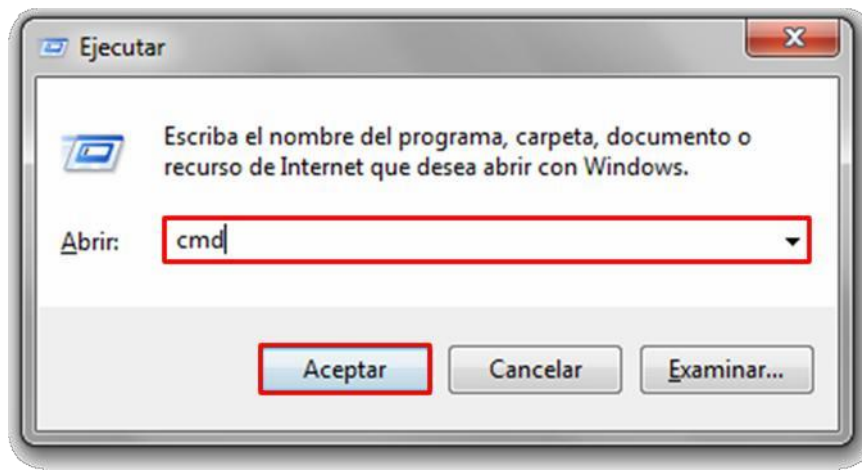 Ejecutar
Escriba el nombre del programa, carpeta, documento o
recurso de Internet que desea abrir con Windows.
Abrir: cmd
Aceptar Cancelar Examinar...